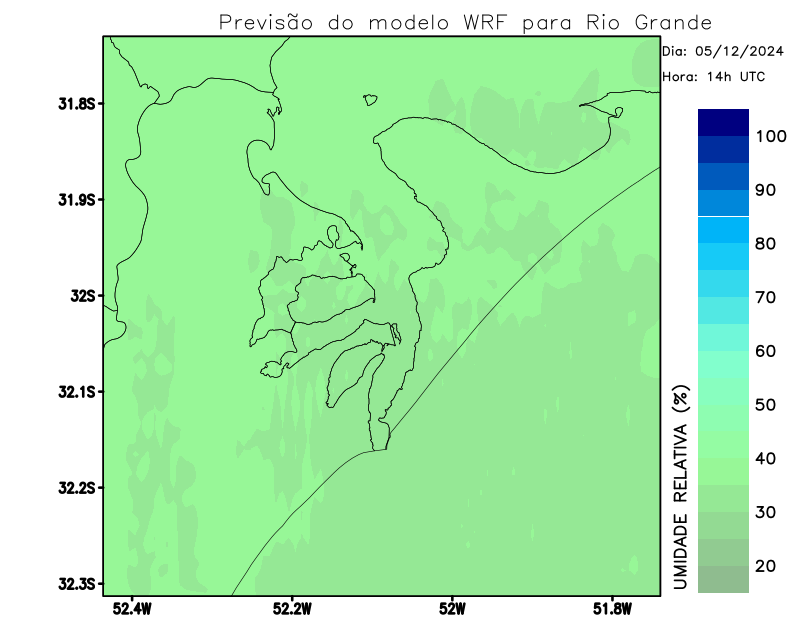 Previsão do modelo WRF para Rio Grande
Dia: 05/12/2024
Hora: 14h UTC
31.8S
31.9S
32S
32.1S
32.2S
32.3S
52.4W
52.2W
52W
51.8W
UMIDADE RELATIVA (%)
100
90
80
70
60
50
40
30
20